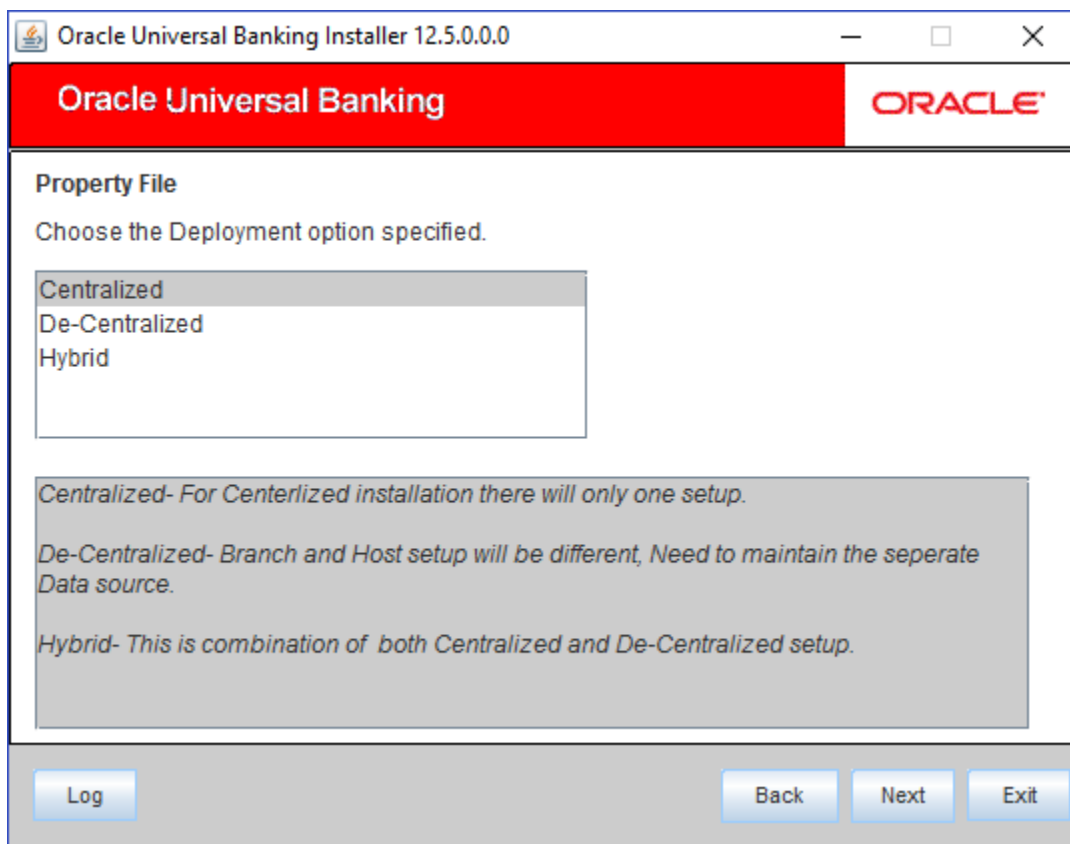 Oracle Universal Banking Installer 12.5.0.0.0
Oracle Universal Banking
ORACLE
Property File
Choose the Deployment option specified.
Centralized
De-Centralized
Hybrid
Centralized- For Centerlized installation there will only one setup.
De-Centralized- Branch and Host setup will be different, Need to maintain the seperate
Data source.
Hybrid- This is combination of  both Centralized and De-Centralized setup.
Log
Back
Next
Exit